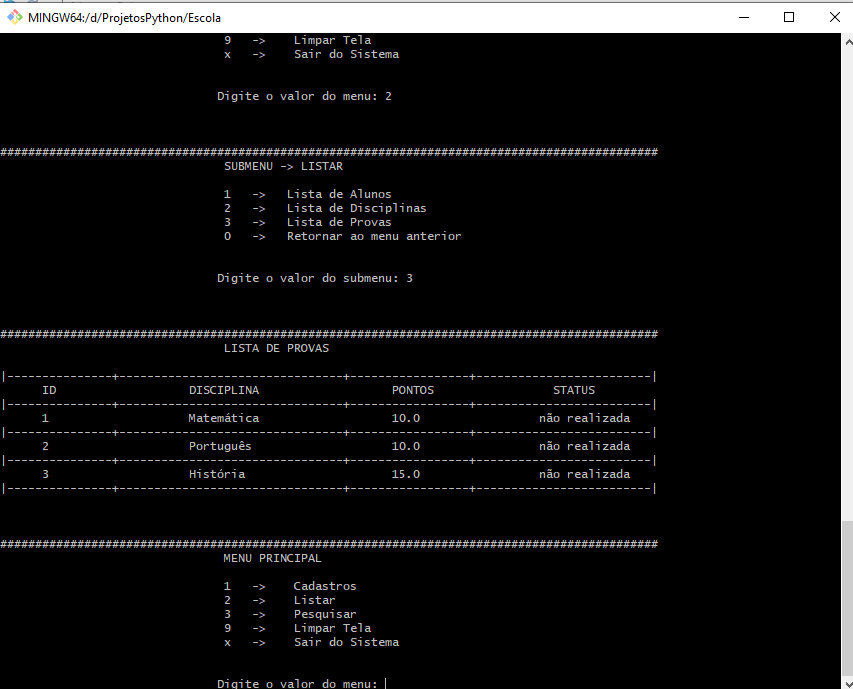 MINGW64:/d/ProjetosPython/Escola
9 -> Limpar Tela
x -> Sair do Sistema
Digite o valor do menu: 2
##############################################################################################
SUBMENU -> LISTAR
1 -> Lista de Alunos
2 -> Lista de Disciplinas
3 -> Lista de Provas
0 -> Retornar ao menu anterior
Digite o valor do submenu: 3
##############################################################################################
LISTA DE PROVAS
|---------------+--------------------------------+-----------------+-------------------------|
ID DISCIPLINA PONTOS STATUS
|---------------+--------------------------------+-----------------+-------------------------|
1 Matemática 10.0 não realizada
|---------------+--------------------------------+-----------------+-------------------------|
2 Português 10.0 não realizada
|---------------+--------------------------------+-----------------+-------------------------|
3 História 15.0 não realizada
|---------------+--------------------------------+-----------------+-------------------------|
##############################################################################################
MENU PRINCIPAL
1 -> Cadastros
2 -> Listar
3 -> Pesquisar
9 -> Limpar Tela
x -> Sair do Sistema
Digite o valor do menu: